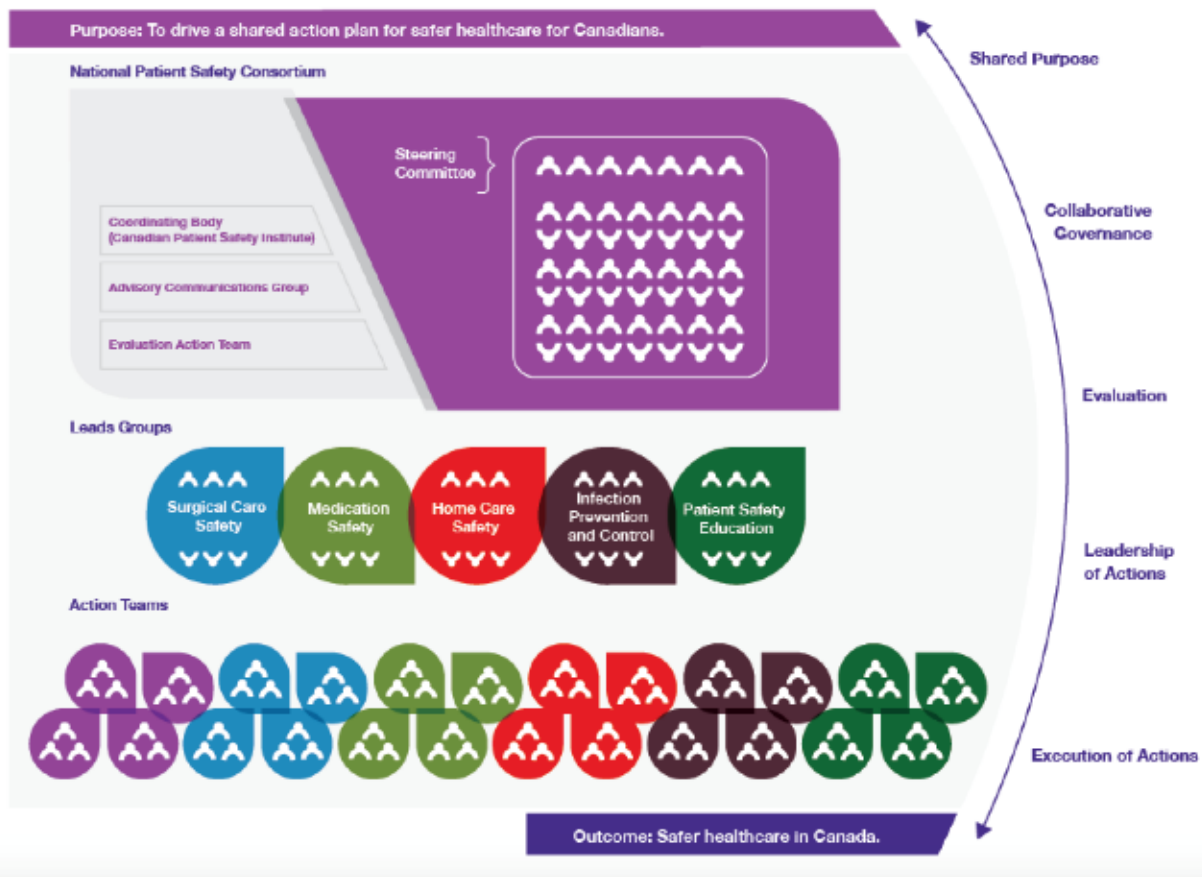 Purpose: To drive a shared action plan for safer healthcare for Canadians.
National Patient Safety Consortium
Steering
Committee
Coordinating Body
(Canadian Patient Safety Institute)
Advisory Communications Group
Evaluation Action Team
Leads Groups
Surgical Care
Safety
Medication
Safety
Home Care
Safety
Infection
Prevention
and Control
Patient Safety
Education
Action Teams
Outcome: Safer healthcare in Canada.
Shared Purpose
Collaborative
Governance
Evaluation
Leadership
of Actions
Execution of Actions